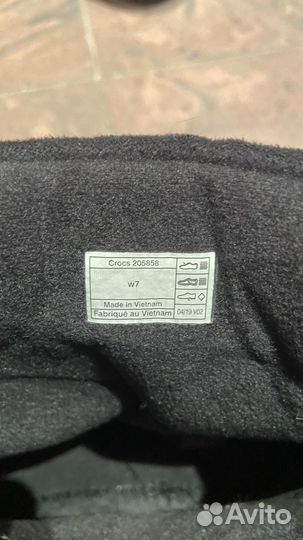 Crocs 205858
w7
Made in Vietnam
Fabriqué au Vietnam
04/19 V02
Avito